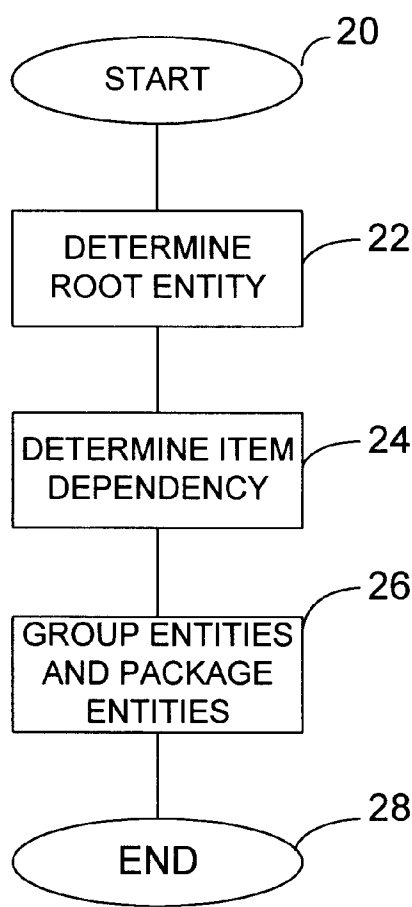 20
START
22
DETERMINE
ROOT ENTITY
24
DETERMINE ITEM
DEPENDENCY
26
GROUP ENTITIES
AND PACKAGE
ENTITIES
28
END